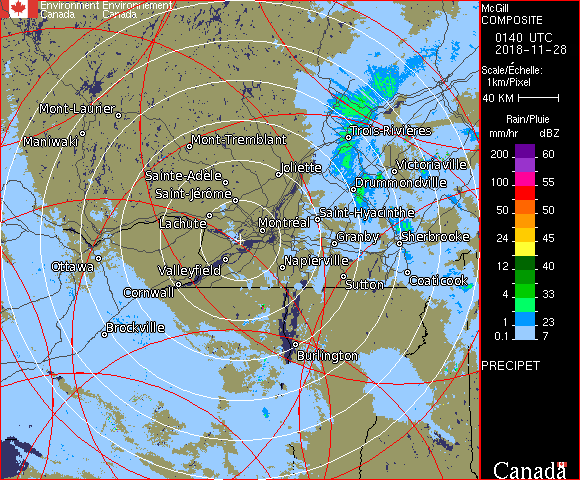 Environment Environnement
Canada Canada
Mont-Laurier
Maniwaki
Mont-Tremblant
Trois-Rivières
Sainte-Adèle
Joliette
Victoriaville
Saint-Jérôme
Drummondville
Lachute
Montréal
Saint-Hyacinthe
Granby
Sherbrooke
Ottawa
Valleyfield
Napierville
Cornwall
Sutton
Coaticook
Brockville
Burlington
McGill
COMPOSITE
0140 UTC
2018-11-28
Scale/Échelle:
1km/Pixel
40 KM
Rain/Pluie
mm/hr dBZ
200 60
100 55
50 50
24 45
12 40
4 33
1 23
0.1 7
PRECIPET
Canada